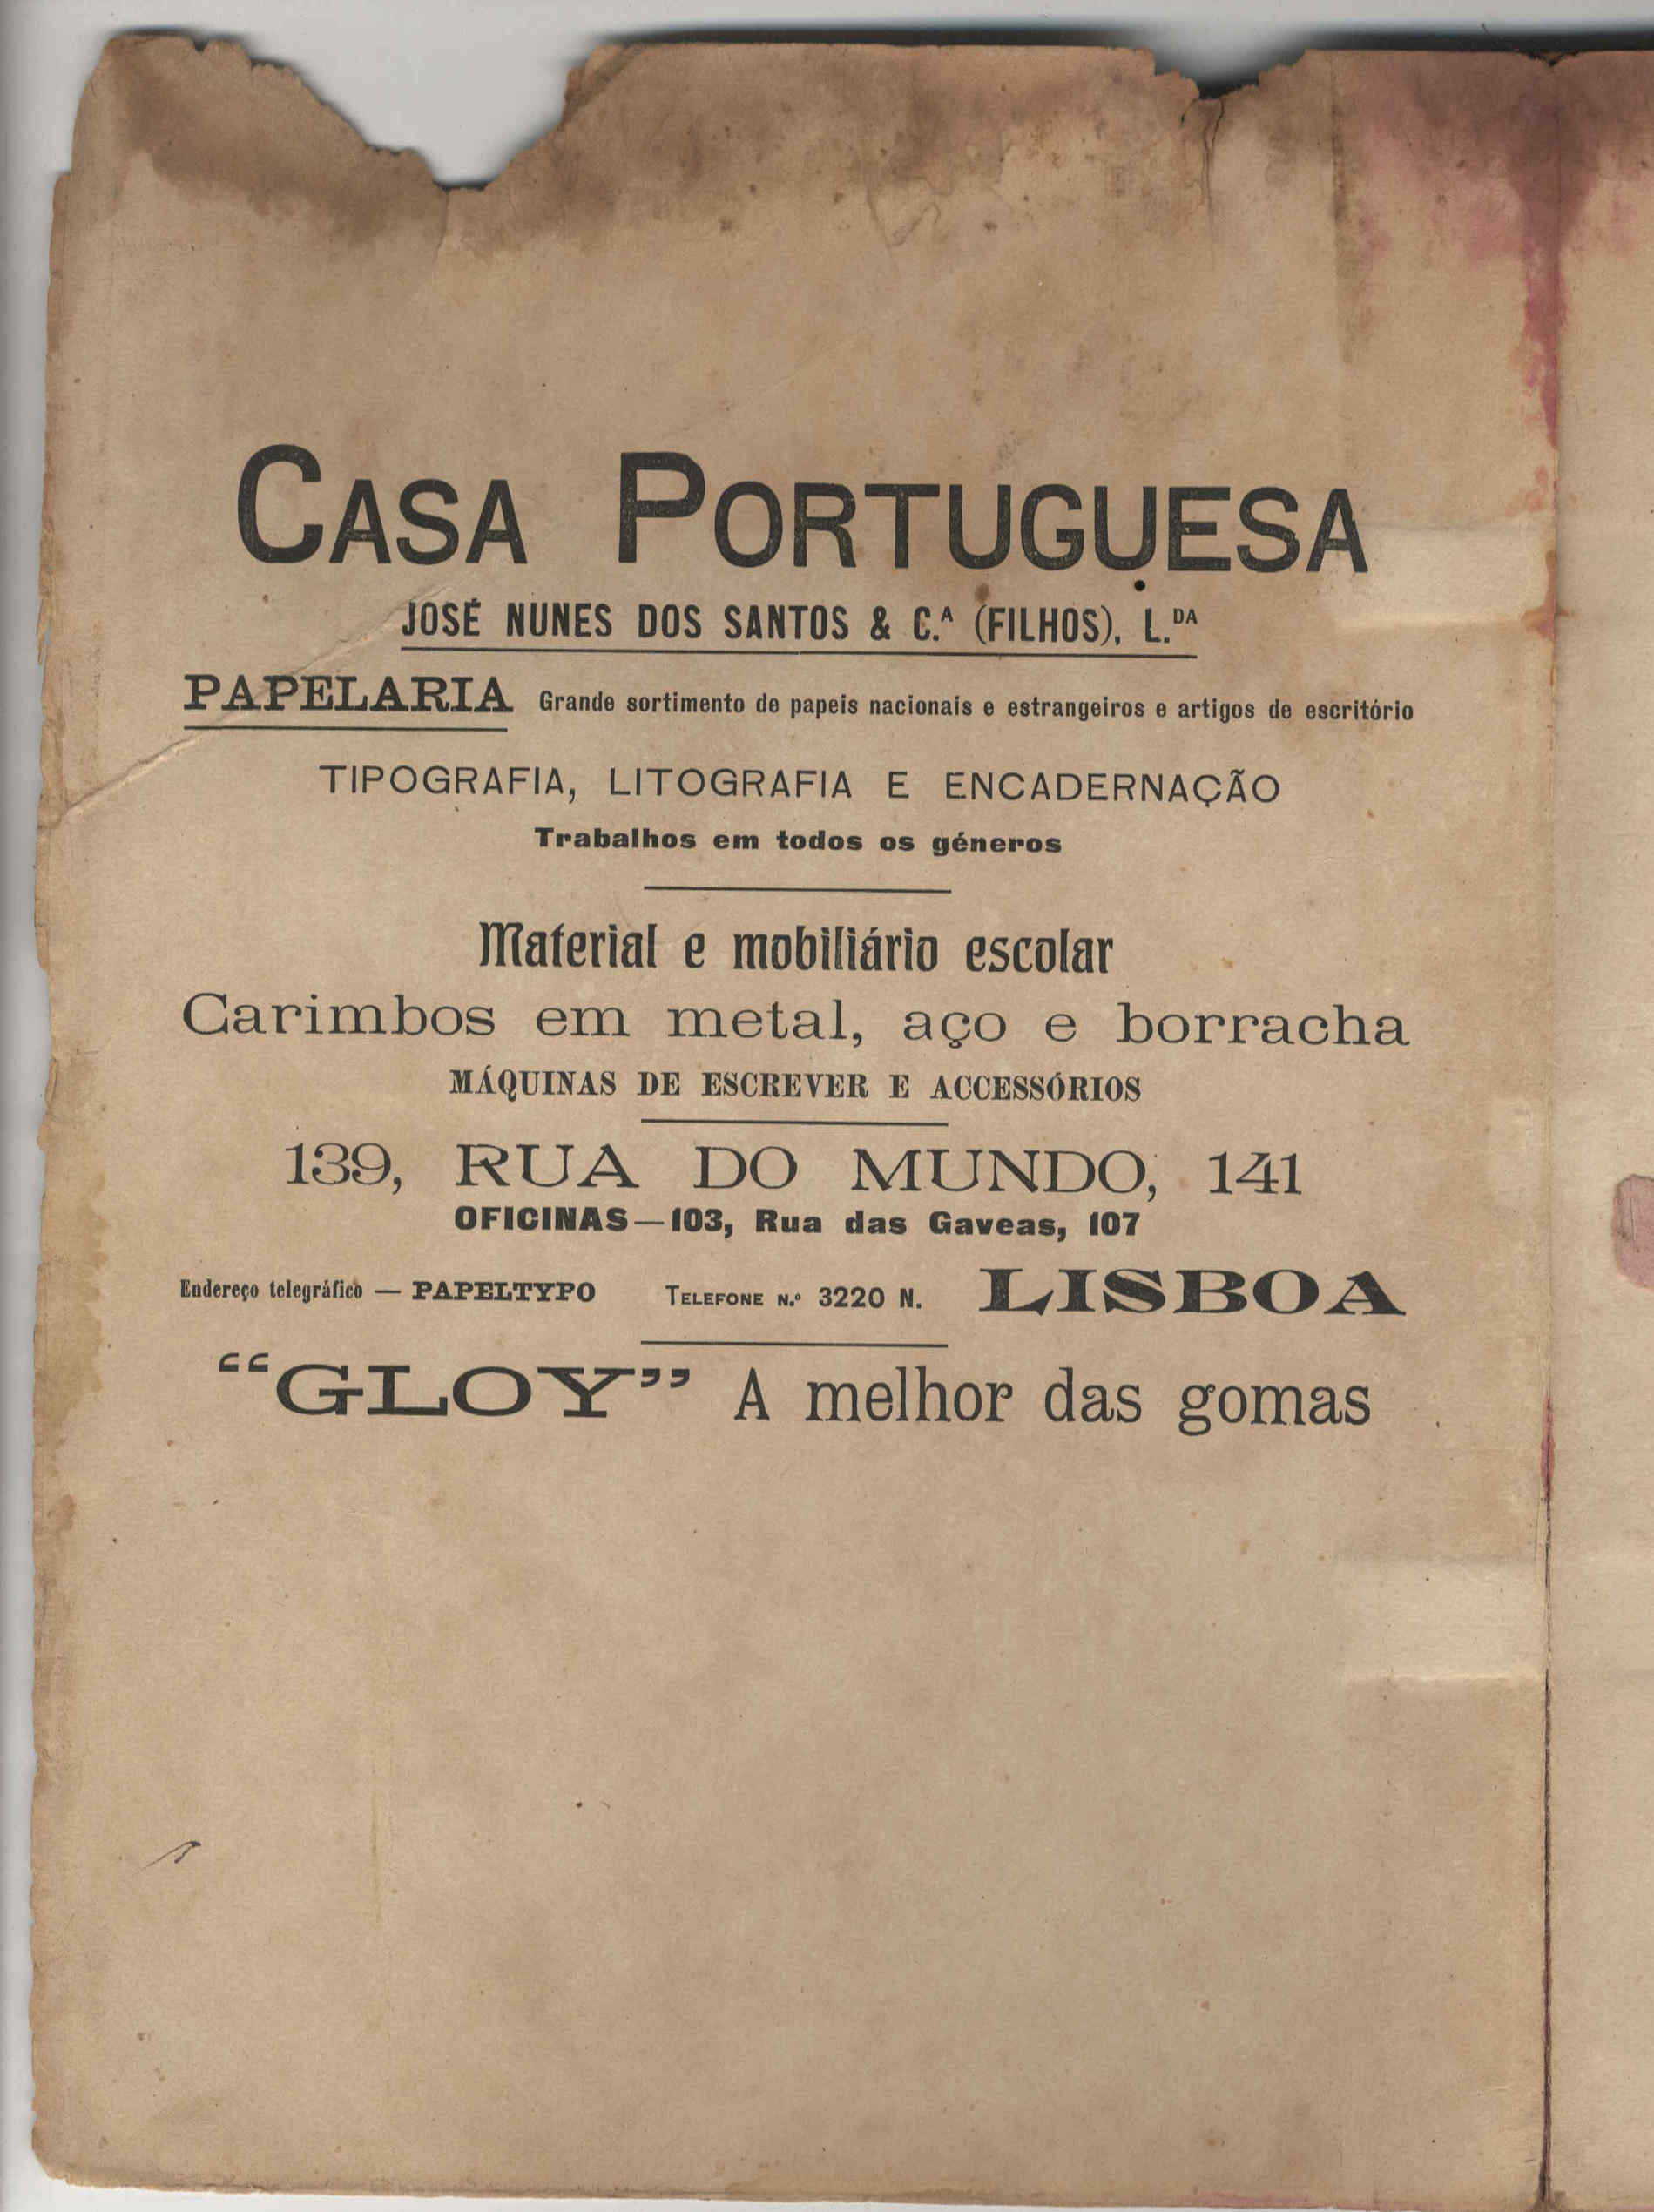 CASA PORTUGUESA
JOSÉ NUNES DOS SANTOS & C.A (FILHOS), L.DA
PAPELARIA Grande sortimento de papeis nacionais e estrangeiros e artigos de escritório
TIPOGRAFIA, LITOGRAFIA E ENCADERNAÇÃO
Trabalhos em todos os géneros
Material e mobiliário escolar
Carimbos em metal, aço e borracha
MÁQUINAS DE ESCREVER E ACCESSÓRIOS
139, RUA DO MUNDO, 141
OFICINAS—103, Rua das Gaveas, 107
Endereço telegráfico — PAPELTYPO TELEFONE N.º 3220 N. LISBOA
“GLOY” A melhor das gomas